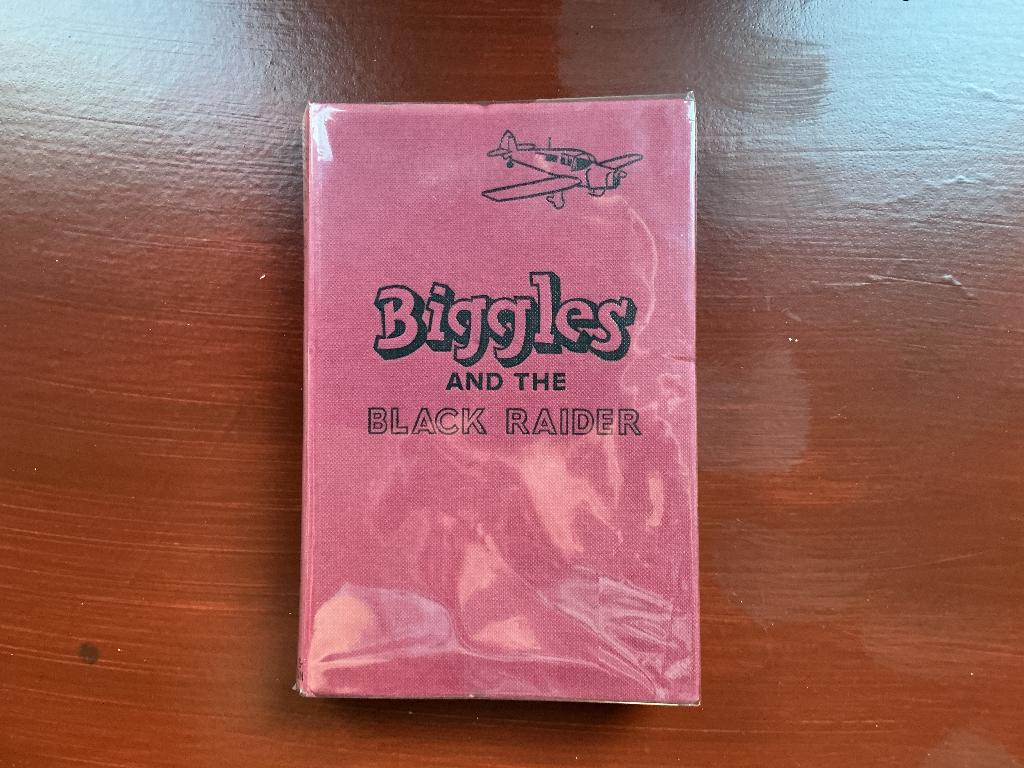 Biggles
AND THE
BLACK RAIDER